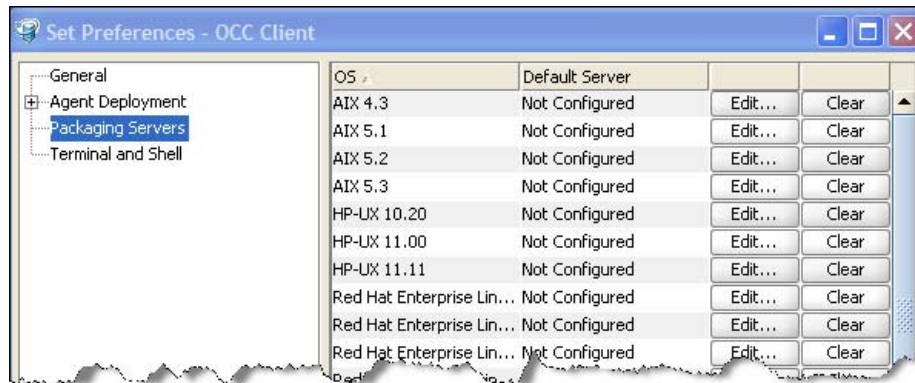 Set Preferences - OCC Client
General
Agent Deployment
Packaging Servers
Terminal and Shell
OS Default Server
AIX 4.3 Not Configured Edit... Clear
AIX 5.1 Not Configured Edit... Clear
AIX 5.2 Not Configured Edit... Clear
AIX 5.3 Not Configured Edit... Clear
HP-UX 10.20 Not Configured Edit... Clear
HP-UX 11.00 Not Configured Edit... Clear
HP-UX 11.11 Not Configured Edit... Clear
Red Hat Enterprise Lin... Not Configured Edit... Clear
Red Hat Enterprise Lin... Not Configured Edit... Clear
Red Hat Enterprise Lin... Not Configured Edit... Clear